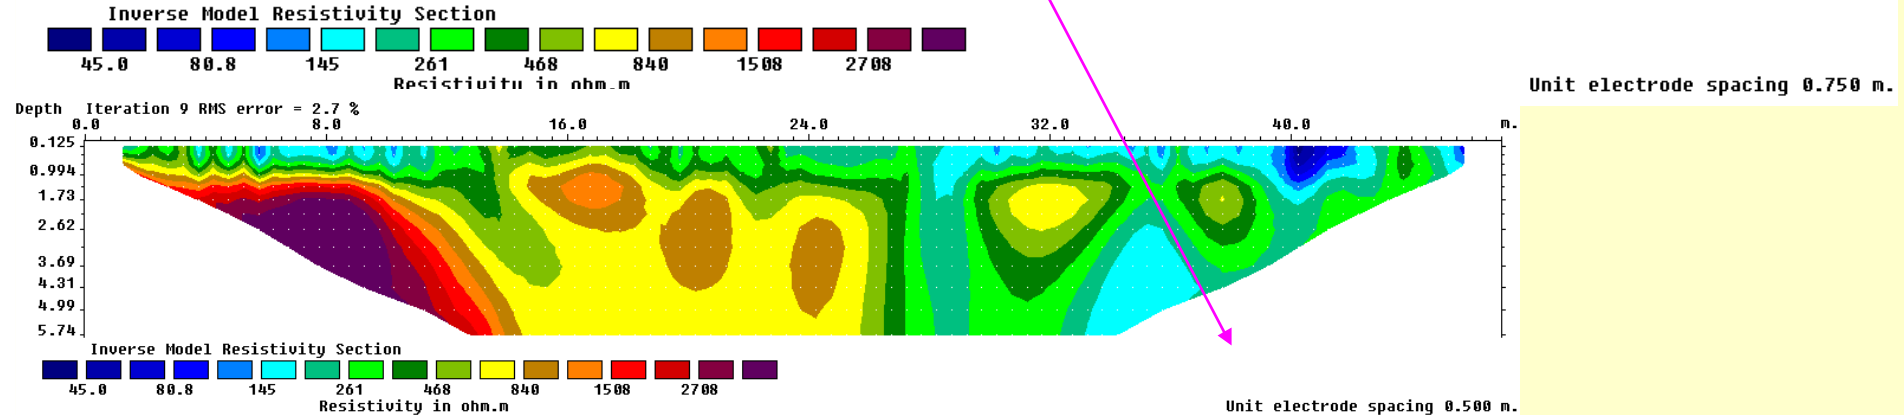 Inverse Model Resistivity Section
45.0 80.8 145 261 468 840 1508 2708
Resistivity in ohm.m
Unit electrode spacing 0.750 m.
Depth Iteration 9 RMS error = 2.7 %
0.0 8.0 16.0 24.0 32.0 40.0 m.
0.125
0.994
1.73
2.62
3.69
4.31
4.99
5.74
Inverse Model Resistivity Section
45.0 80.8 145 261 468 840 1508 2708
Resistivity in ohm.m
Unit electrode spacing 0.500 m.